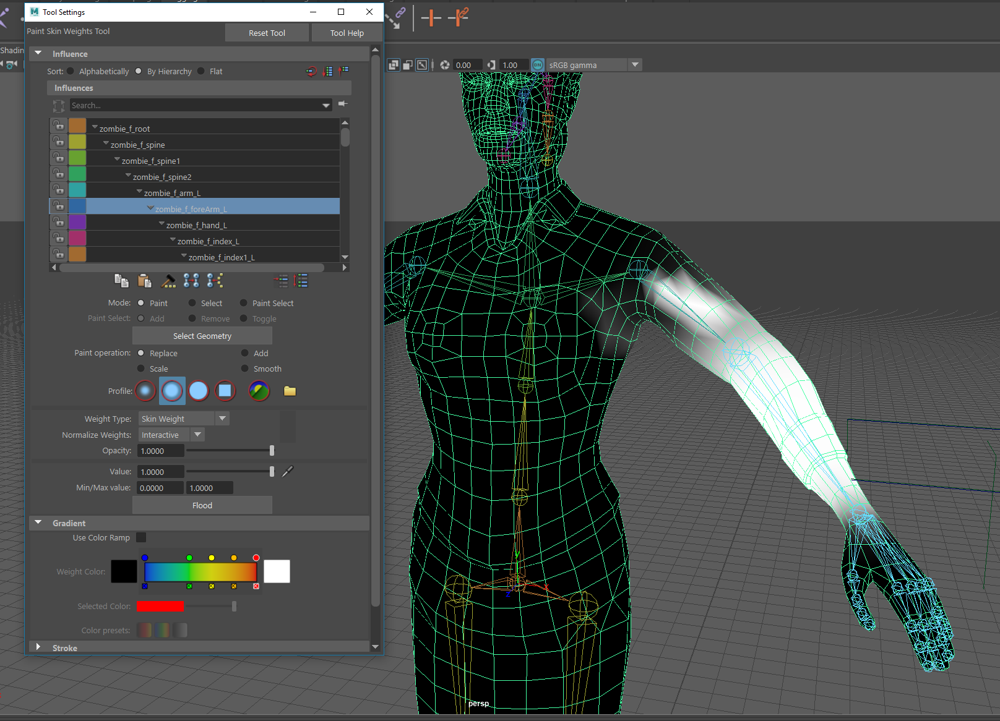 Tool Settings
Paint Skin Weights Tool
Reset Tool
Tool Help
Shadin
Influence
Sort:
Alphabetically
By Hierarchy
Flat
0.00
1.00
ON
sRGB gamma
Influences
Search...
zombie_f_root
zombie_f_spine
zombie_f_spine1
zombie_f_spine2
zombie_f_arm_L
zombie_f_foreArm_L
zombie_f_hand_L
zombie_f_index_L
zombie_f_index1_L
Mode:
Paint
Select
Paint Select
Paint Select:
Add
Remove
Toggle
Select Geometry
Paint operation:
Replace
Add
Scale
Smooth
Profile:
Weight Type:
Skin Weight
Normalize Weights:
Interactive
Opacity:
1.0000
Value:
1.0000
Min/Max value:
0.0000
1.0000
Flood
Gradient
Use Color Ramp
Weight Color:
Selected Color:
Color presets:
Stroke
z
persp